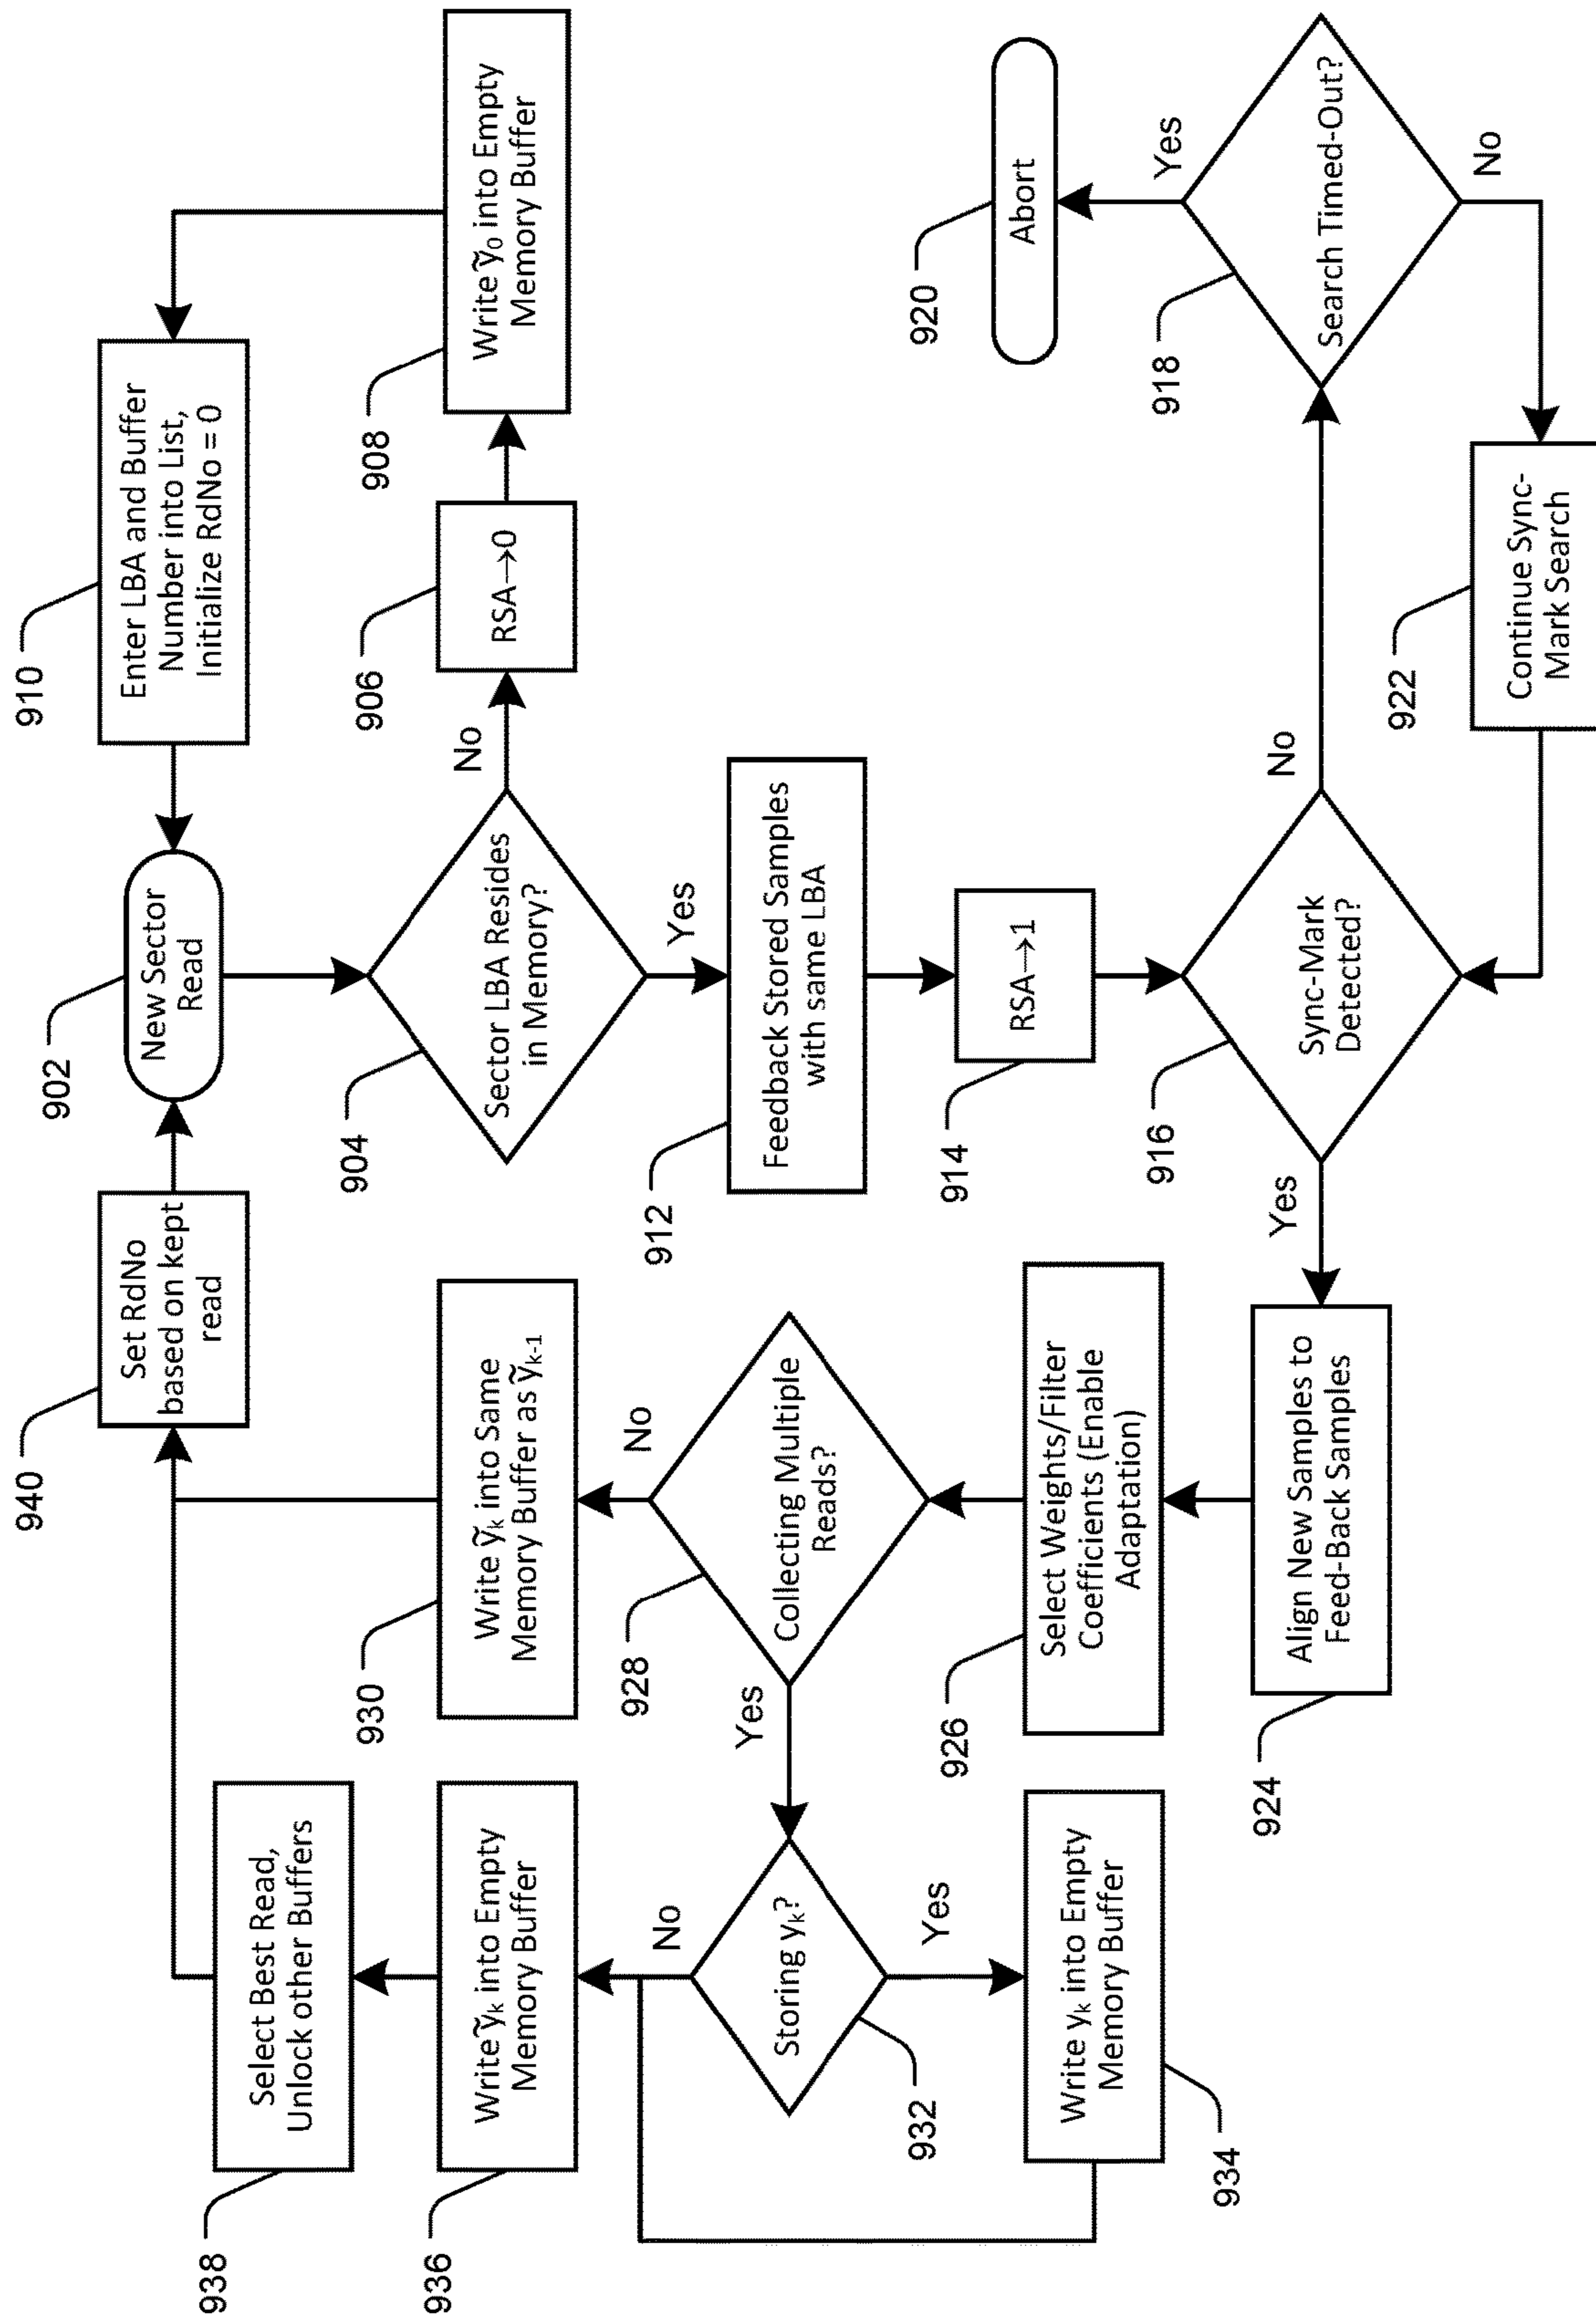 910
Enter LBA and Buffer
Number into List,
Initialize RdNo = 0
908
Write ỹ₀ into Empty
Memory Buffer
906
RSA→0
No
902
New Sector
Read
904
Sector LBA Resides
in Memory?
Yes
912
Feedback Stored Samples
with same LBA
914
RSA→1
916
Sync-Mark
Detected?
No
918
Search Timed-Out?
Yes
920
Abort
No
922
Continue Sync-
Mark Search
Yes
924
Align New Samples to
Feed-Back Samples
926
Select Weights/Filter
Coefficients (Enable
Adaptation)
928
Collecting Multiple
Reads?
No
930
Write ỹₖ into Same
Memory Buffer as ỹₖ₋₁
Yes
932
Storing yₖ?
Yes
934
Write yₖ into Empty
Memory Buffer
No
936
Write ỹₖ into Empty
Memory Buffer
938
Select Best Read,
Unlock other Buffers
940
Set RdNo
based on kept
read